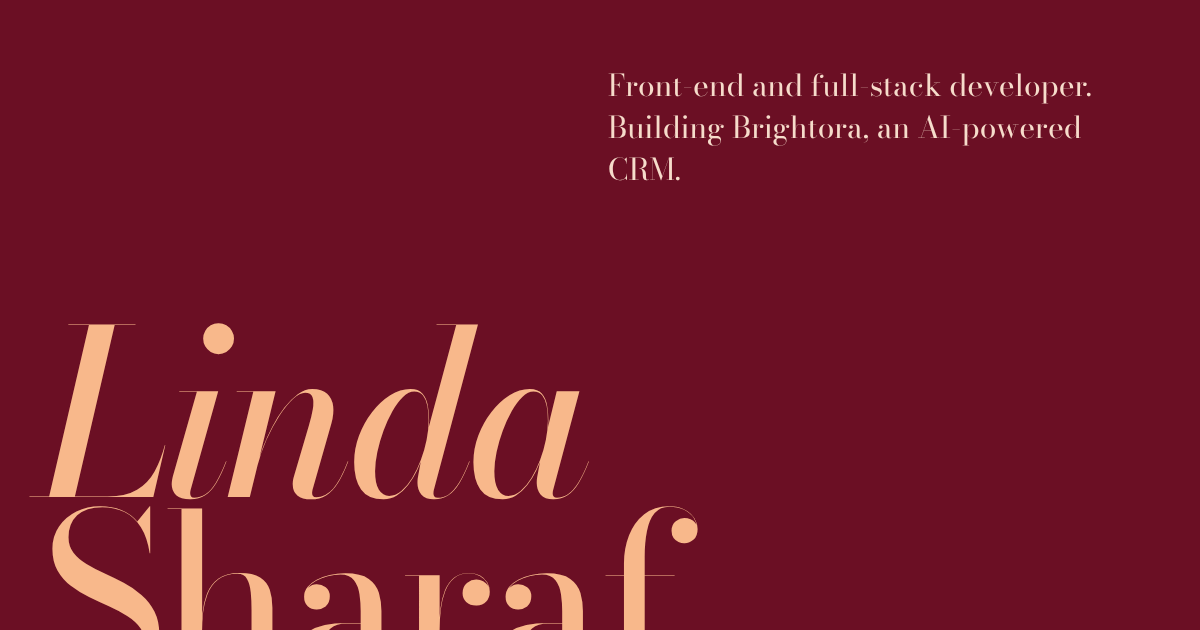 Front-end and full-stack developer.
Building Brightora, an AI-powered
CRM.
Linda
Sharaf